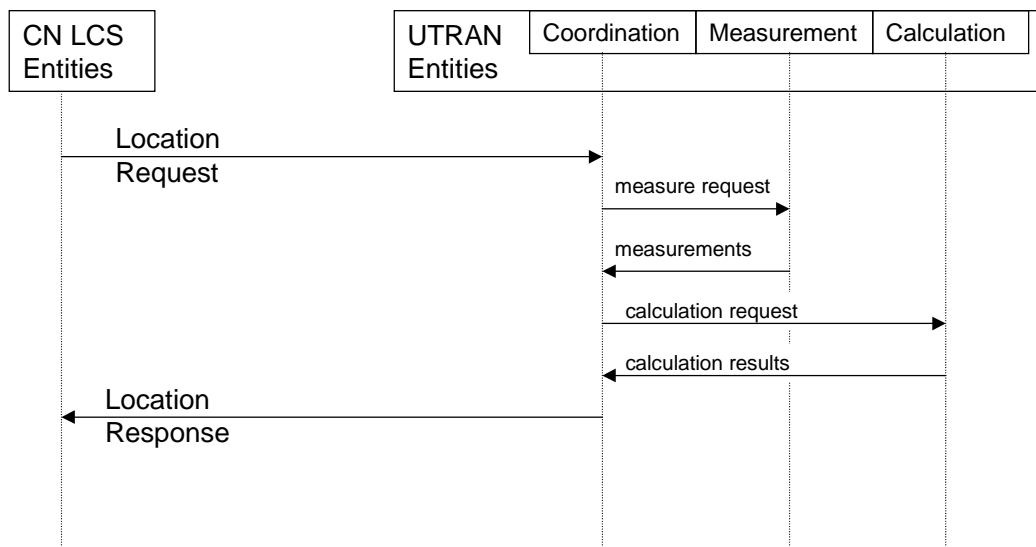 CN LCS
Entities
UTRAN
Entities
Coordination
Measurement
Calculation
Location
Request
measure request
measurements
calculation request
calculation results
Location
Response